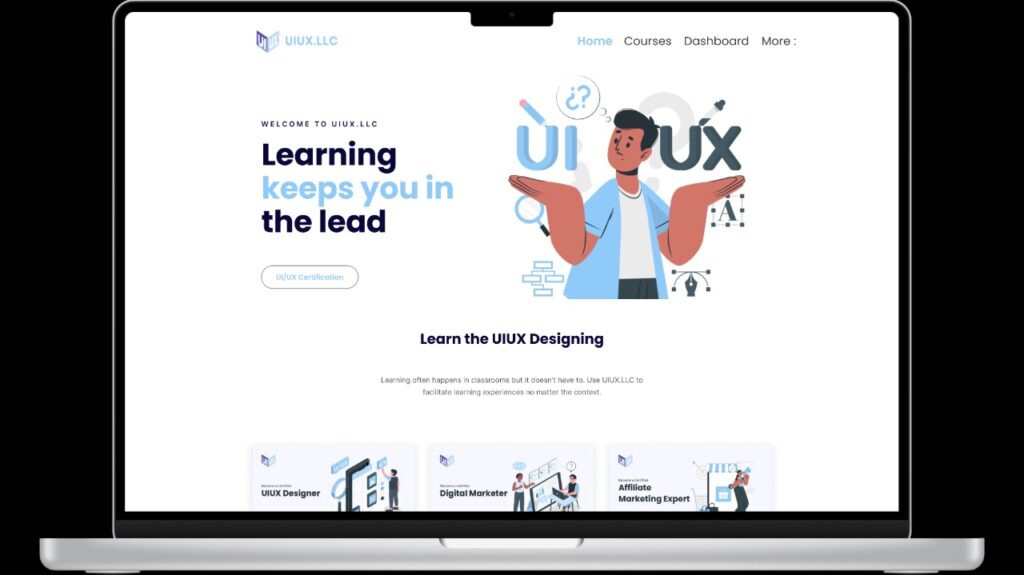 UIUX.LLC
Home Courses Dashboard More :
WELCOME TO UIUX.LLC
Learning
keeps you in
the lead
UI/UX Certification
¿?
UI UX
A
Learn the UIUX Designing
Learning often happens in classrooms but it doesn't have to. Use UIUX.LLC to
facilitate learning experiences no matter the context.
Become a Certified
UIUX Designer
Become a Certified
Digital Marketer
Become a Certified
Affiliate
Marketing Expert